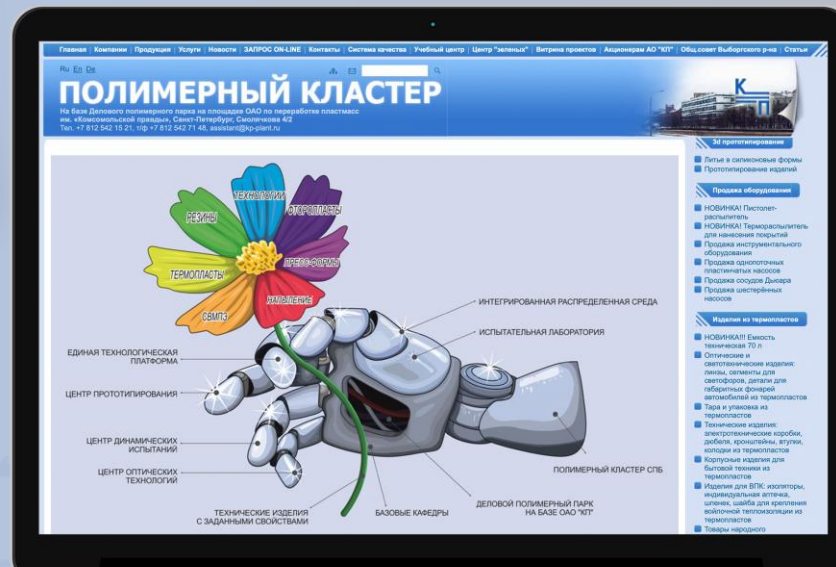 Главная | Компании | Продукция | Услуги | Новости | ЗАПРОС ON-LINE | Контакты | Система качества | Учебный центр | Центр "зеленых" | Витрина проектов | Акционерам АО "КП" | Общ.совет Выборгского р-на | Статьи
Ru En De
ПОЛИМЕРНЫЙ КЛАСТЕР
На базе Делового полимерного парка на площадке ОАО по переработке пластмасс
им. «Комсомольской правды», Санкт-Петербург, Смолячкова 4/2
Тел. +7 812 542 15 21, т/ф +7 812 542 71 48, assistant@kp-plant.ru
К
П
ТЕХНОЛОГИИ
ФТОРОПЛАСТЫ
РЕЗИНЫ
ПРЕСС-ФОРМЫ
ТЕРМОПЛАСТЫ
НАПЫЛЕНИЕ
СВМПЭ
ИНТЕГРИРОВАННАЯ РАСПРЕДЕЛЕННАЯ СРЕДА
ИСПЫТАТЕЛЬНАЯ ЛАБОРАТОРИЯ
ЕДИНАЯ ТЕХНОЛОГИЧЕСКАЯ
ПЛАТФОРМА
ЦЕНТР ПРОТОТИПИРОВАНИЯ
ЦЕНТР ДИНАМИЧЕСКИХ
ИСПЫТАНИЙ
ЦЕНТР ОПТИЧЕСКИХ
ТЕХНОЛОГИЙ
ТЕХНИЧЕСКИЕ ИЗДЕЛИЯ
С ЗАДАННЫМИ СВОЙСТВАМИ
БАЗОВЫЕ КАФЕДРЫ
ДЕЛОВОЙ ПОЛИМЕРНЫЙ ПАРК
НА БАЗЕ ОАО "КП"
ПОЛИМЕРНЫЙ КЛАСТЕР СПБ
3d прототипирование
Литье в силиконовые формы
Прототипирование изделий
Продажа оборудования
НОВИНКА! Пистолет-
распылитель
НОВИНКА! Термораспылитель
для нанесения покрытий
Продажа инструментального
оборудования
Продажа однопоточных
пластинчатых насосов
Продажа сосудов Дьюара
Продажа шестерённых
насосов
Изделия из термопластов
НОВИНКА!!! Емкость
техническая 70 л
Оптические и
светотехнические изделия:
линзы, сегменты для
светофоров, детали для
габаритных фонарей
автомобилей из термопластов
Тара и упаковка из
термопластов
Технические изделия:
электротехнические коробки,
дюбеля, кронштейны, втулки,
колодки из термопластов
Корпусные изделия для
бытовой техники из
термопластов
Изделия для ВПК: изоляторы,
индивидуальная аптечка,
шпенек, шайба для крепления
войлочной теплоизоляции из
термопластов
Товары народного